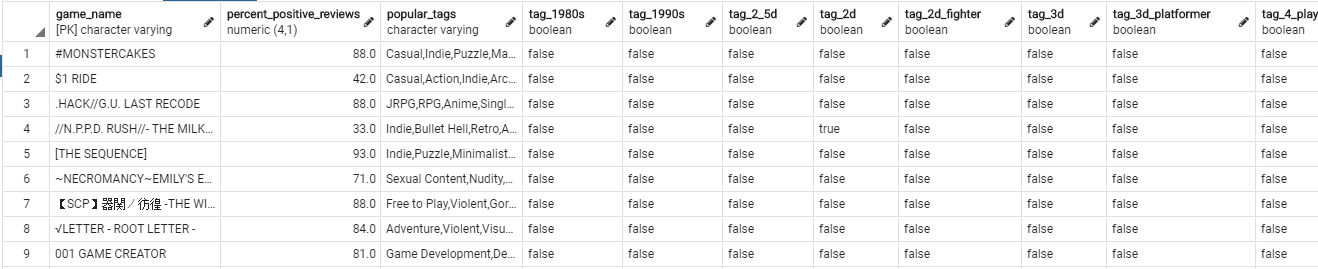 game_name percent_positive_reviews popular_tags tag_1980s tag_1990s tag_2_5d tag_2d tag_2d_fighter tag_3d tag_3d_platformer tag_4_play
[PK] character varying numeric (4,1) character varying boolean boolean boolean boolean boolean boolean boolean boolean
1 #MONSTERCAKES 88.0 Casual,Indie,Puzzle,Ma... false false false false false false false false
2 $1 RIDE 42.0 Casual,Action,Indie,Arc... false false false false false false false false
3 .HACK//G.U. LAST RECODE 88.0 JRPG,RPG,Anime,Singl... false false false false false false false false
4 //N.P.P.D. RUSH//- THE MILK... 33.0 Indie,Bullet Hell,Retro,A... false false false true false false false false
5 [THE SEQUENCE] 93.0 Indie,Puzzle,Minimalist... false false false false false false false false
6 ~NECROMANCY~EMILY'S E... 71.0 Sexual Content,Nudity,... false false false false false false false false
7 【SCP】器関ノ彷徨 -THE WI... 88.0 Free to Play,Violent,Gor... false false false false false false false false
8 √LETTER - ROOT LETTER - 84.0 Adventure,Violent,Visu... false false false false false false false false
9 001 GAME CREATOR 81.0 Game Development,De... false false false false false false false false